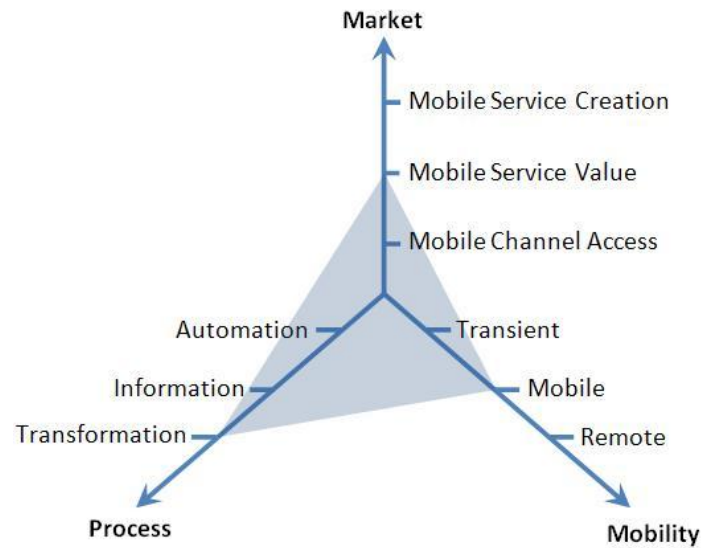 Market
Mobile Service Creation
Mobile Service Value
Mobile Channel Access
Automation
Transient
Information
Mobile
Transformation
Remote
Process
Mobility